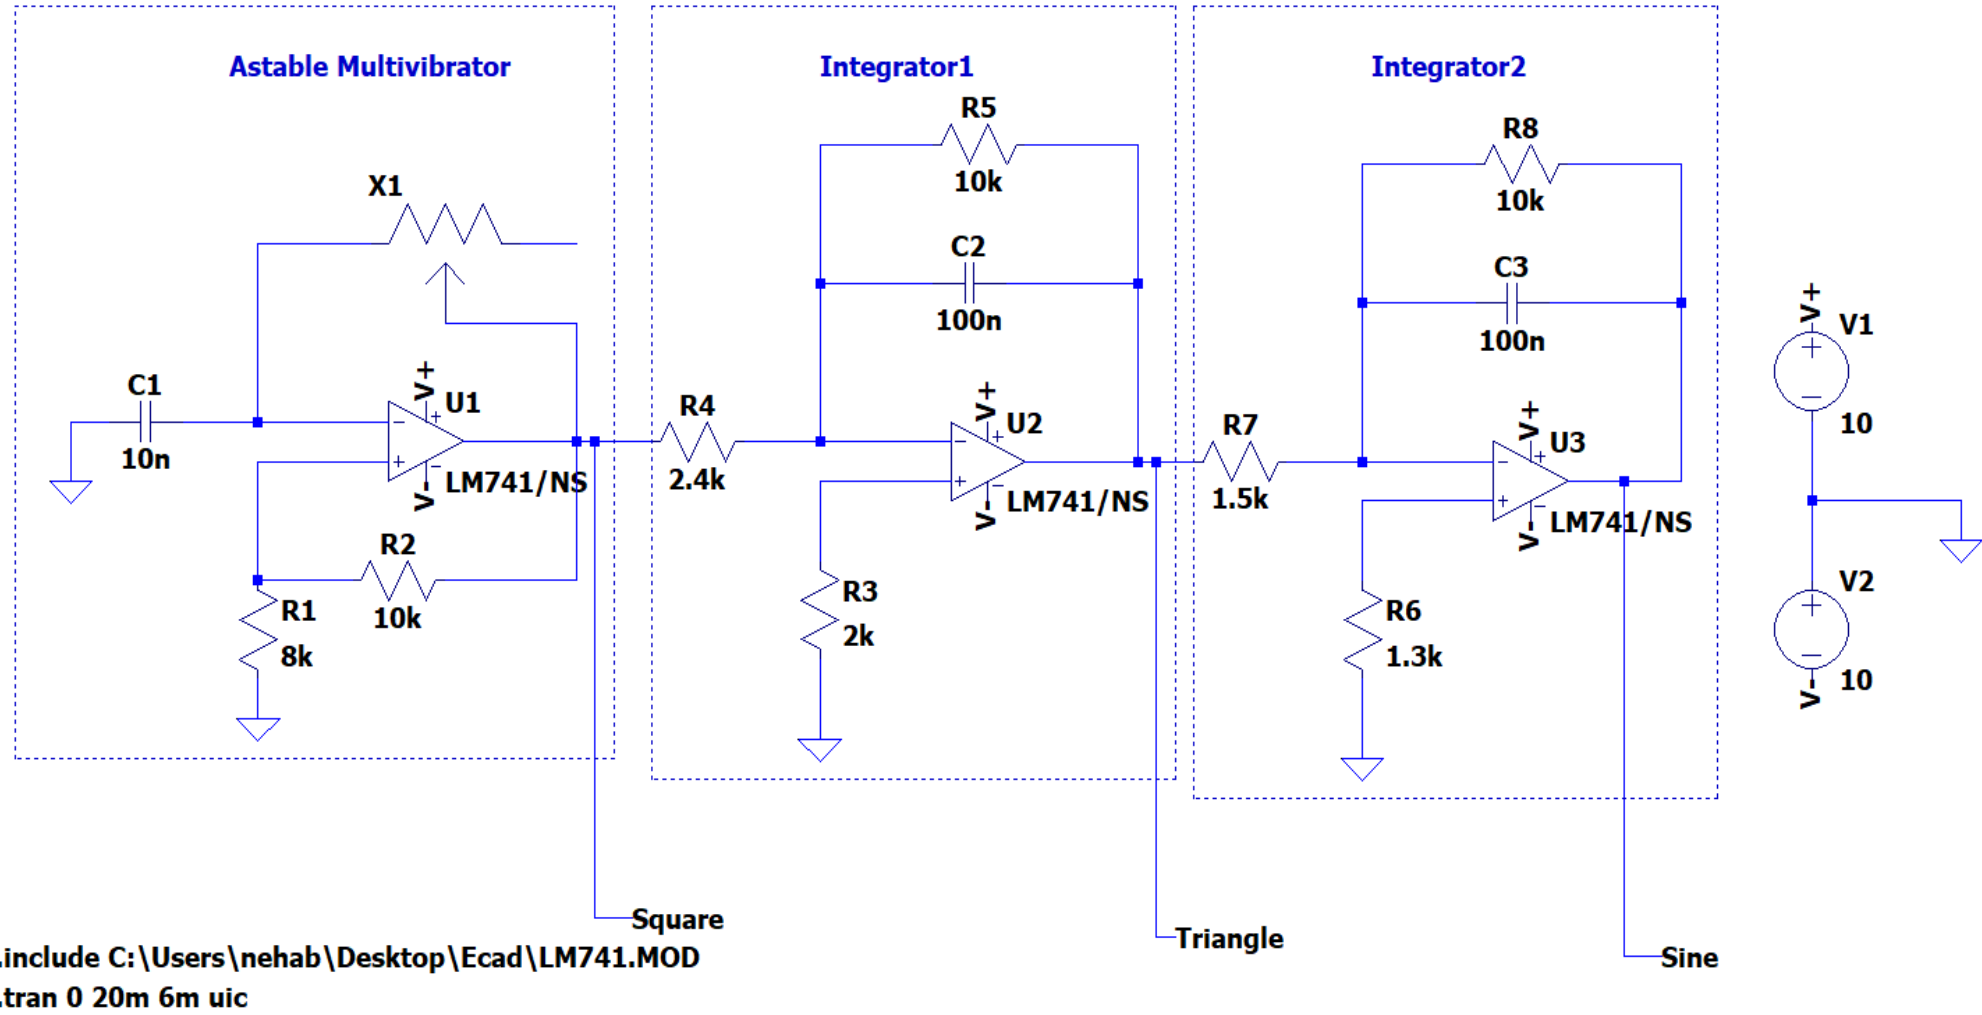 Astable Multivibrator
X1
C1
10n
V+
U1
LM741/NS
V-
R2
10k
R1
8k
Integrator1
R5
10k
C2
100n
R4
2.4k
V+
U2
LM741/NS
V-
R3
2k
Integrator2
R8
10k
C3
100n
R7
1.5k
V+
U3
LM741/NS
V-
R6
1.3k
V+
V1
10
V2
10
V-
Square
Triangle
Sine
.include C:\Users\nehab\Desktop\Ecad\LM741.MOD
.tran 0 20m 6m uic